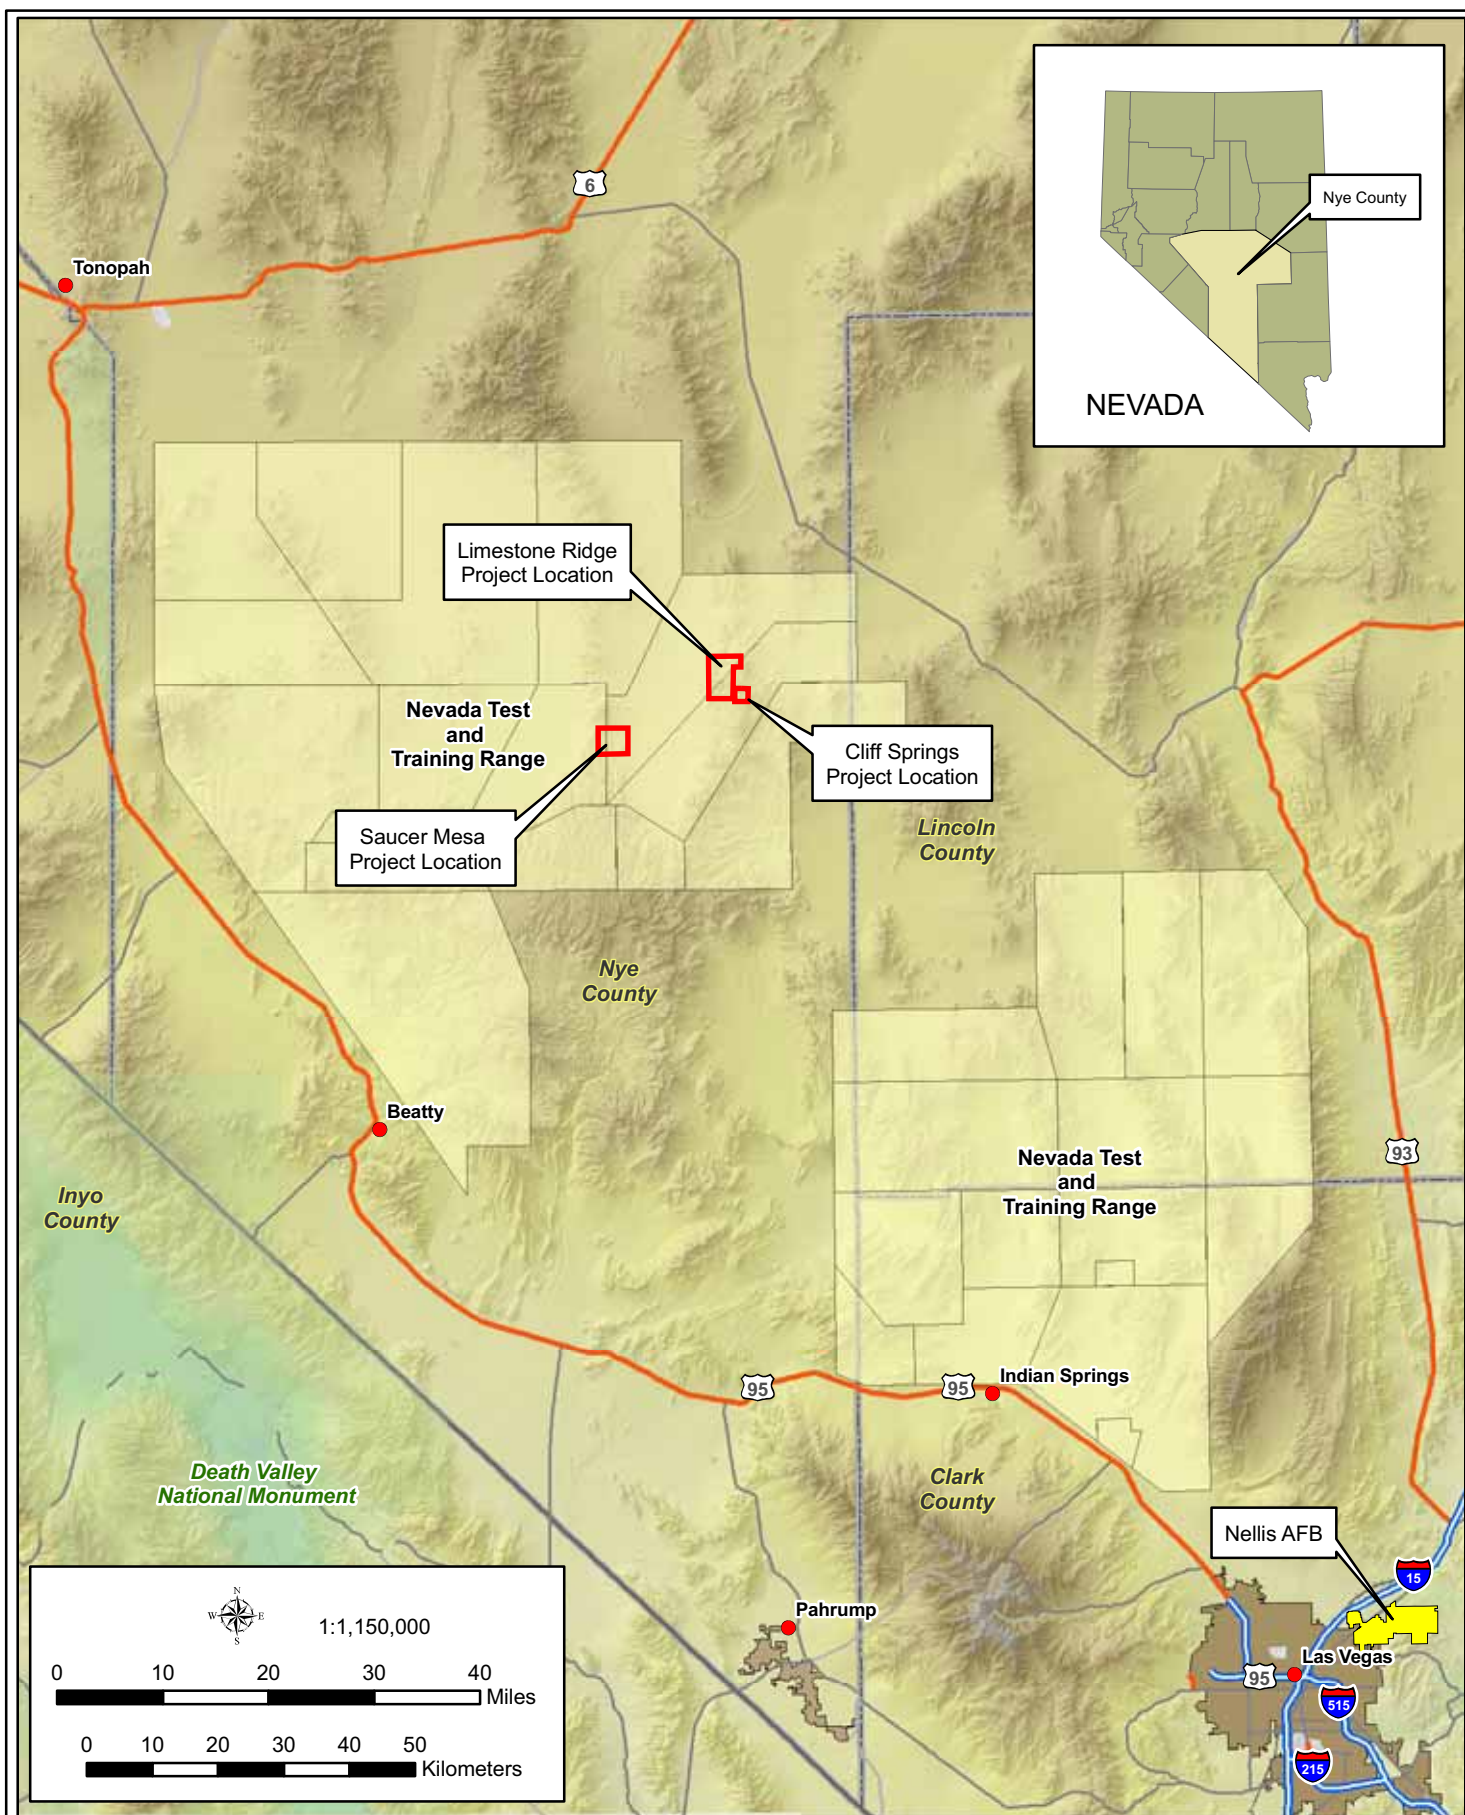 6
Nye County
NEVADA
Tonopah
Limestone Ridge
Project Location
Nevada Test
and
Training Range
Cliff Springs
Project Location
Saucer Mesa
Project Location
Lincoln
County
Nye
County
Beatty
Nevada Test
and
Training Range
93
Inyo
County
95
95
Indian Springs
Death Valley
National Monument
Clark
County
Nellis AFB
15
Pahrump
Las Vegas
95
515
215
N
W E
S
1:1,150,000
0 10 20 30 40
Miles
0 10 20 30 40 50
Kilometers